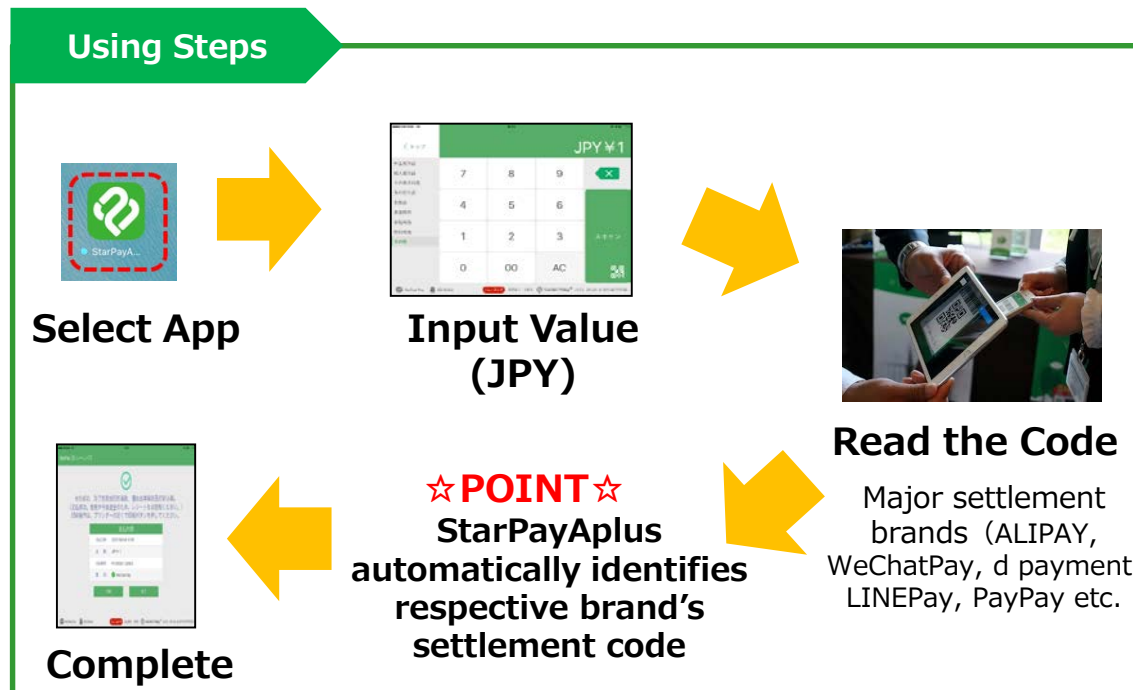 Using Steps
StarPayA...
Select App
JPY¥1
7 8 9
4 5 6
1 2 3
0 00 AC
Input Value
(JPY)
Read the Code
Major settlement
brands（ALIPAY,
WeChatPay, d payment
LINEPay, PayPay etc.
☆POINT☆
StarPayAplus
automatically identifies
respective brand’s
settlement code
Complete